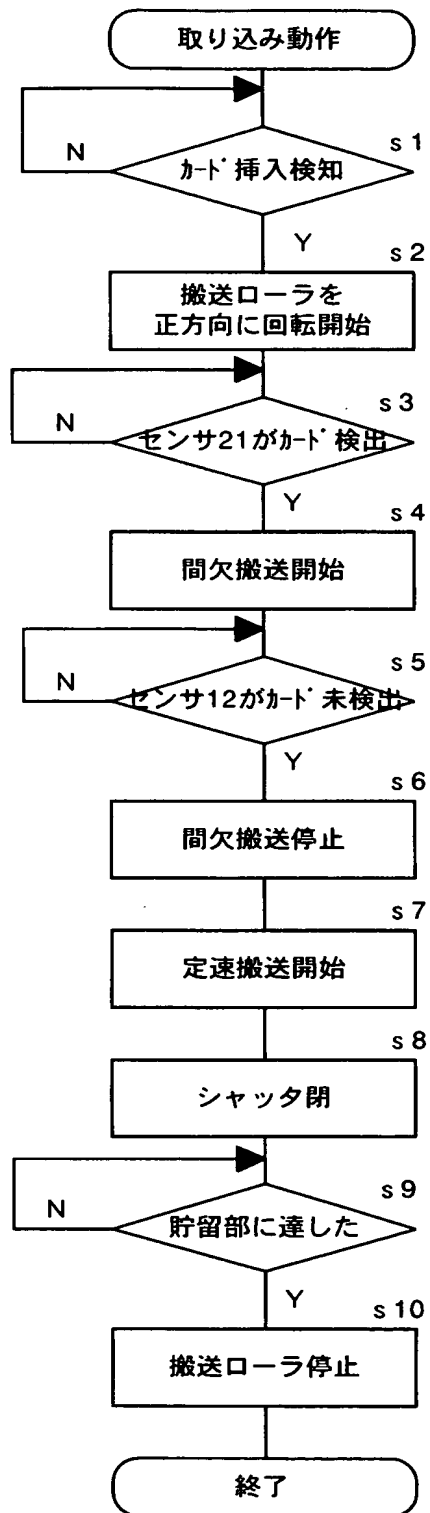 取り込み動作
s1
N
ｶｰﾄﾞ挿入検知
Y
s2
搬送ローラを
正方向に回転開始
s3
N
センサ21がｶｰﾄﾞ検出
Y
s4
間欠搬送開始
s5
N
センサ12がｶｰﾄﾞ未検出
Y
s6
間欠搬送停止
s7
定速搬送開始
s8
シャッタ閉
s9
N
貯留部に達した
Y
s10
搬送ローラ停止
終了